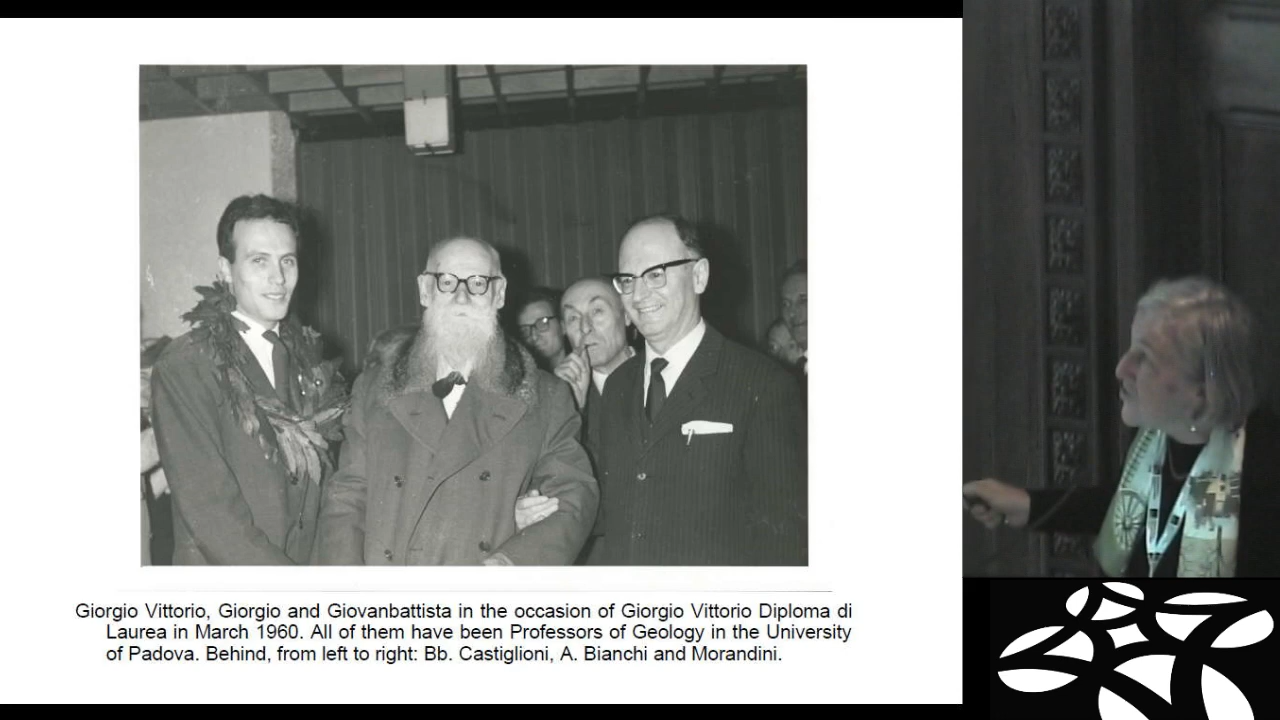 Giorgio Vittorio, Giorgio and Giovanbattista in the occasion of Giorgio Vittorio Diploma di
Laurea in March 1960. All of them have been Professors of Geology in the University
of Padova. Behind, from left to right: Bb. Castiglioni, A. Bianchi and Morandini.